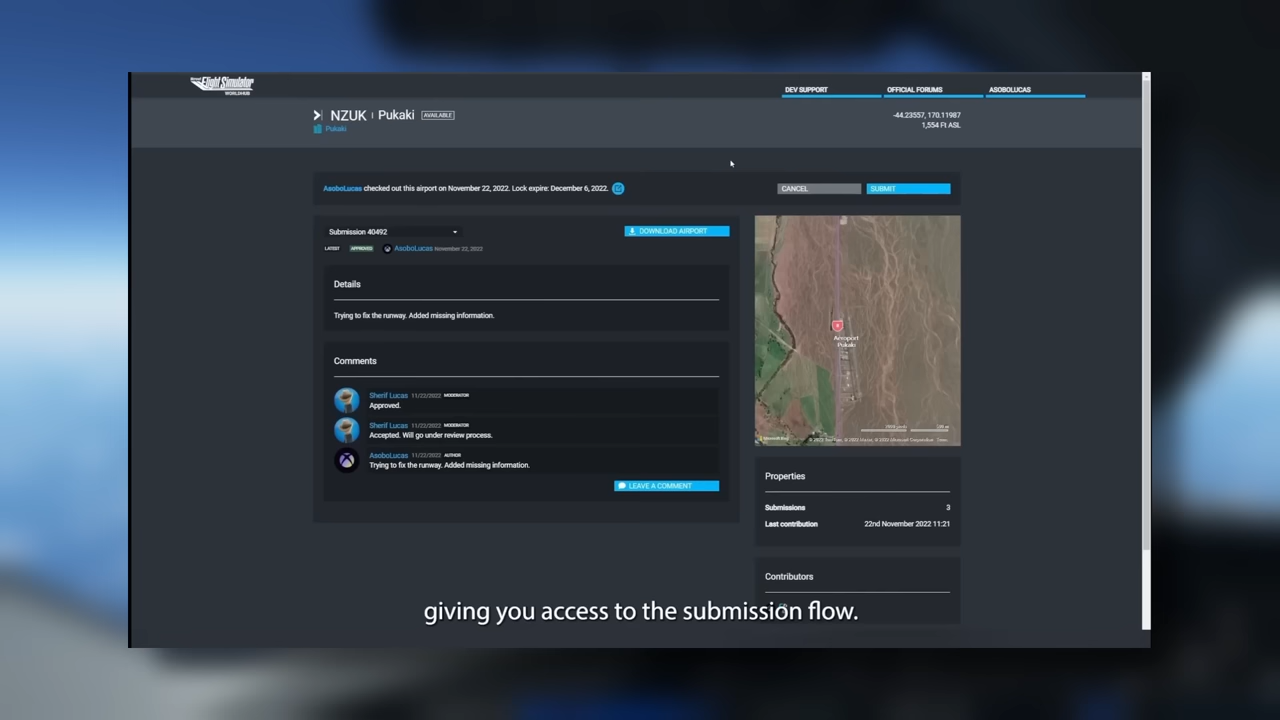 Flight Simulator
WORLD HUB
DEV SUPPORT
OFFICIAL FORUMS
ASOBOLUCAS
NZUK | Pukaki AVAILABLE
Pukaki
-44.23557, 170.11987
1,554 Ft ASL
AsoboLucas checked out this airport on November 22, 2022. Lock expire: December 6, 2022.
CANCEL
SUBMIT
Submission 40492
DOWNLOAD AIRPORT
LATEST APPROVED AsoboLucas November 22, 2022
Details
Trying to fix the runway. Added missing information.
Comments
Sherif Lucas 11/22/2022 MODERATOR
Approved.
Sherif Lucas 11/22/2022 MODERATOR
Accepted. Will go under review process.
AsoboLucas 11/22/2022 AUTHOR
Trying to fix the runway. Added missing information.
LEAVE A COMMENT
Aéroport
Pukaki
Properties
Submissions 3
Last contribution 22nd November 2022 11:21
Contributors
giving you access to the submission flow.